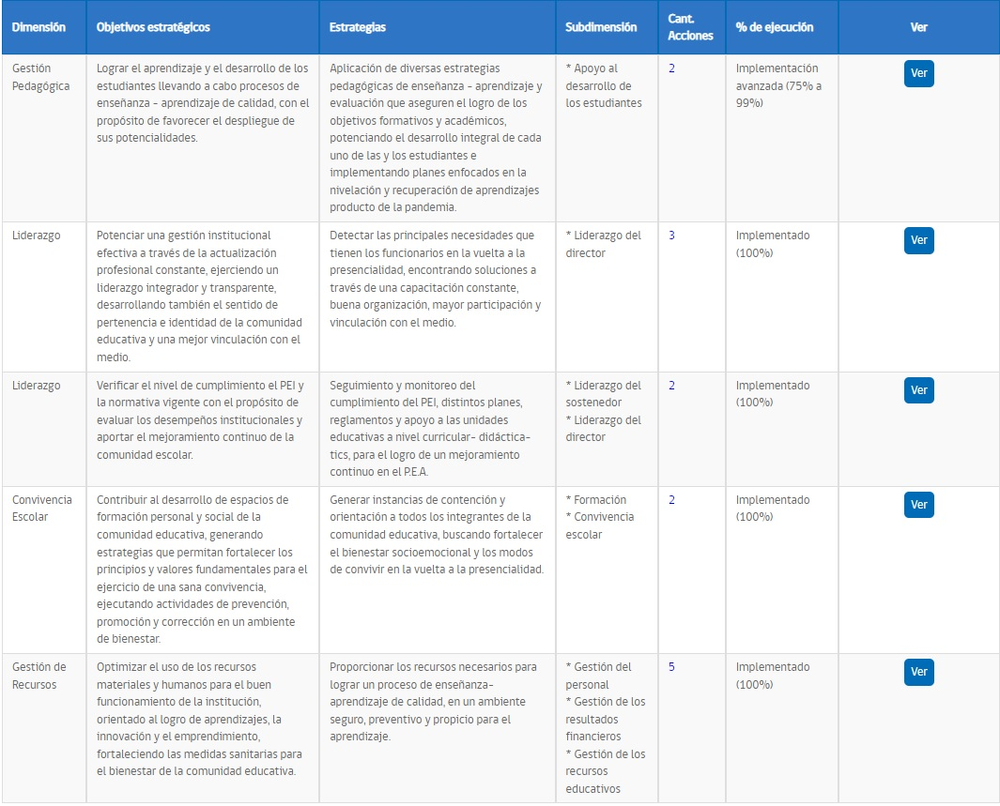 Dimensión
Objetivos estratégicos
Estrategias
Subdimensión
Cant.
Acciones
% de ejecución
Ver
Gestión
Pedagógica
Lograr el aprendizaje y el desarrollo de los
estudiantes llevando a cabo procesos de
enseñanza - aprendizaje de calidad, con el
propósito de favorecer el despliegue de
sus potencialidades.
Aplicación de diversas estrategias
pedagógicas de enseñanza - aprendizaje y
evaluación que aseguren el logro de los
objetivos formativos y académicos,
potenciando el desarrollo integral de cada
uno de las y los estudiantes e
implementando planes enfocados en la
nivelación y recuperación de aprendizajes
producto de la pandemia.
* Apoyo al
desarrollo de
los estudiantes
2
Implementación
avanzada (75% a
99%)
Ver
Liderazgo
Potenciar una gestión institucional
efectiva a través de la actualización
profesional constante, ejerciendo un
liderazgo integrador y transparente,
desarrollando también el sentido de
pertenencia e identidad de la comunidad
educativa y una mejor vinculación con el
medio.
Detectar las principales necesidades que
tienen los funcionarios en la vuelta a la
presencialidad, encontrando soluciones a
través de una capacitación constante,
buena organización, mayor participación y
vinculación con el medio.
* Liderazgo del
director
3
Implementado
(100%)
Ver
Liderazgo
Verificar el nivel de cumplimiento el PEI y
la normativa vigente con el propósito de
evaluar los desempeños institucionales y
aportar el mejoramiento continuo de la
comunidad escolar.
Seguimiento y monitoreo del
cumplimiento del PEI, distintos planes,
reglamentos y apoyo a las unidades
educativas a nivel curricular- didáctica-
tics, para el logro de un mejoramiento
continuo en el P.E.A.
* Liderazgo del
sostenedor
* Liderazgo del
director
2
Implementado
(100%)
Ver
Convivencia
Escolar
Contribuir al desarrollo de espacios de
formación personal y social de la
comunidad educativa, generando
estrategias que permitan fortalecer los
principios y valores fundamentales para el
ejercicio de una sana convivencia,
ejecutando actividades de prevención,
promoción y corrección en un ambiente
de bienestar.
Generar instancias de contención y
orientación a todos los integrantes de la
comunidad educativa, buscando fortalecer
el bienestar socioemocional y los modos
de convivir en la vuelta a la presencialidad.
* Formación
* Convivencia
escolar
2
Implementado
(100%)
Ver
Gestión de
Recursos
Optimizar el uso de los recursos
materiales y humanos para el buen
funcionamiento de la institución,
orientado al logro de aprendizajes, la
innovación y el emprendimiento,
fortaleciendo las medidas sanitarias para
el bienestar de la comunidad educativa.
Proporcionar los recursos necesarios para
lograr un proceso de enseñanza-
aprendizaje de calidad, en un ambiente
seguro, preventivo y propicio para el
aprendizaje.
* Gestión del
personal
* Gestión de los
resultados
financieros
* Gestión de los
recursos
educativos
5
Implementado
(100%)
Ver